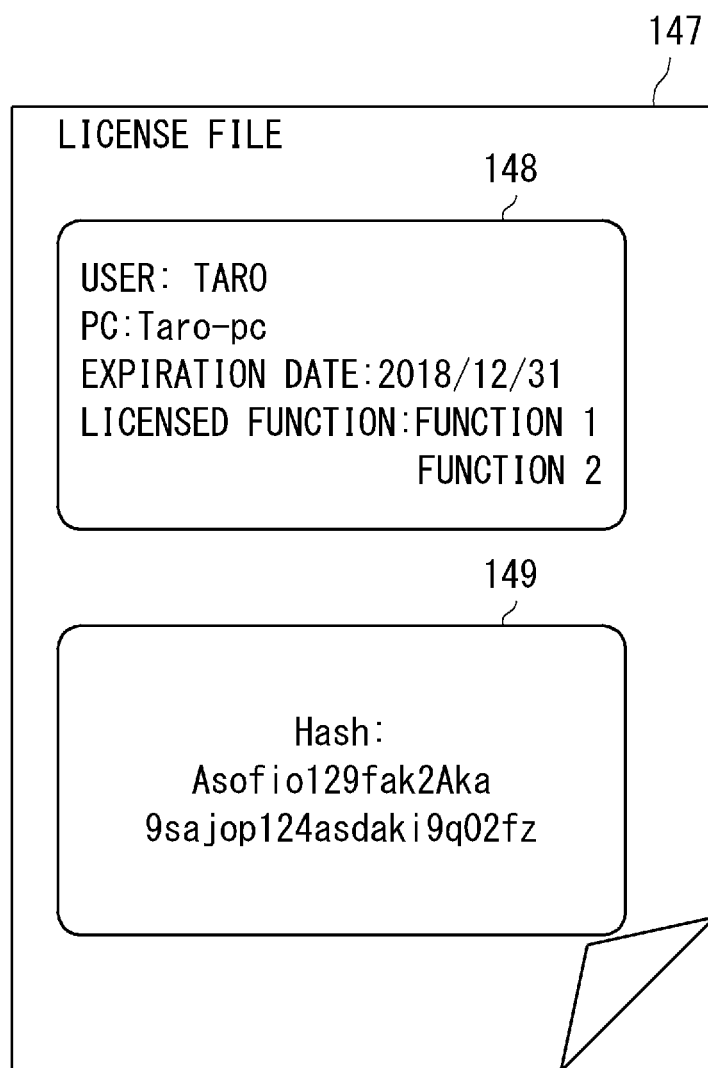 147
LICENSE FILE
148
USER: TARO
PC:Taro-pc
EXPIRATION DATE:2018/12/31
LICENSED FUNCTION:FUNCTION 1
FUNCTION 2
149
Hash:
Asofio129fak2Aka
9sajop124asdaki9q02fz